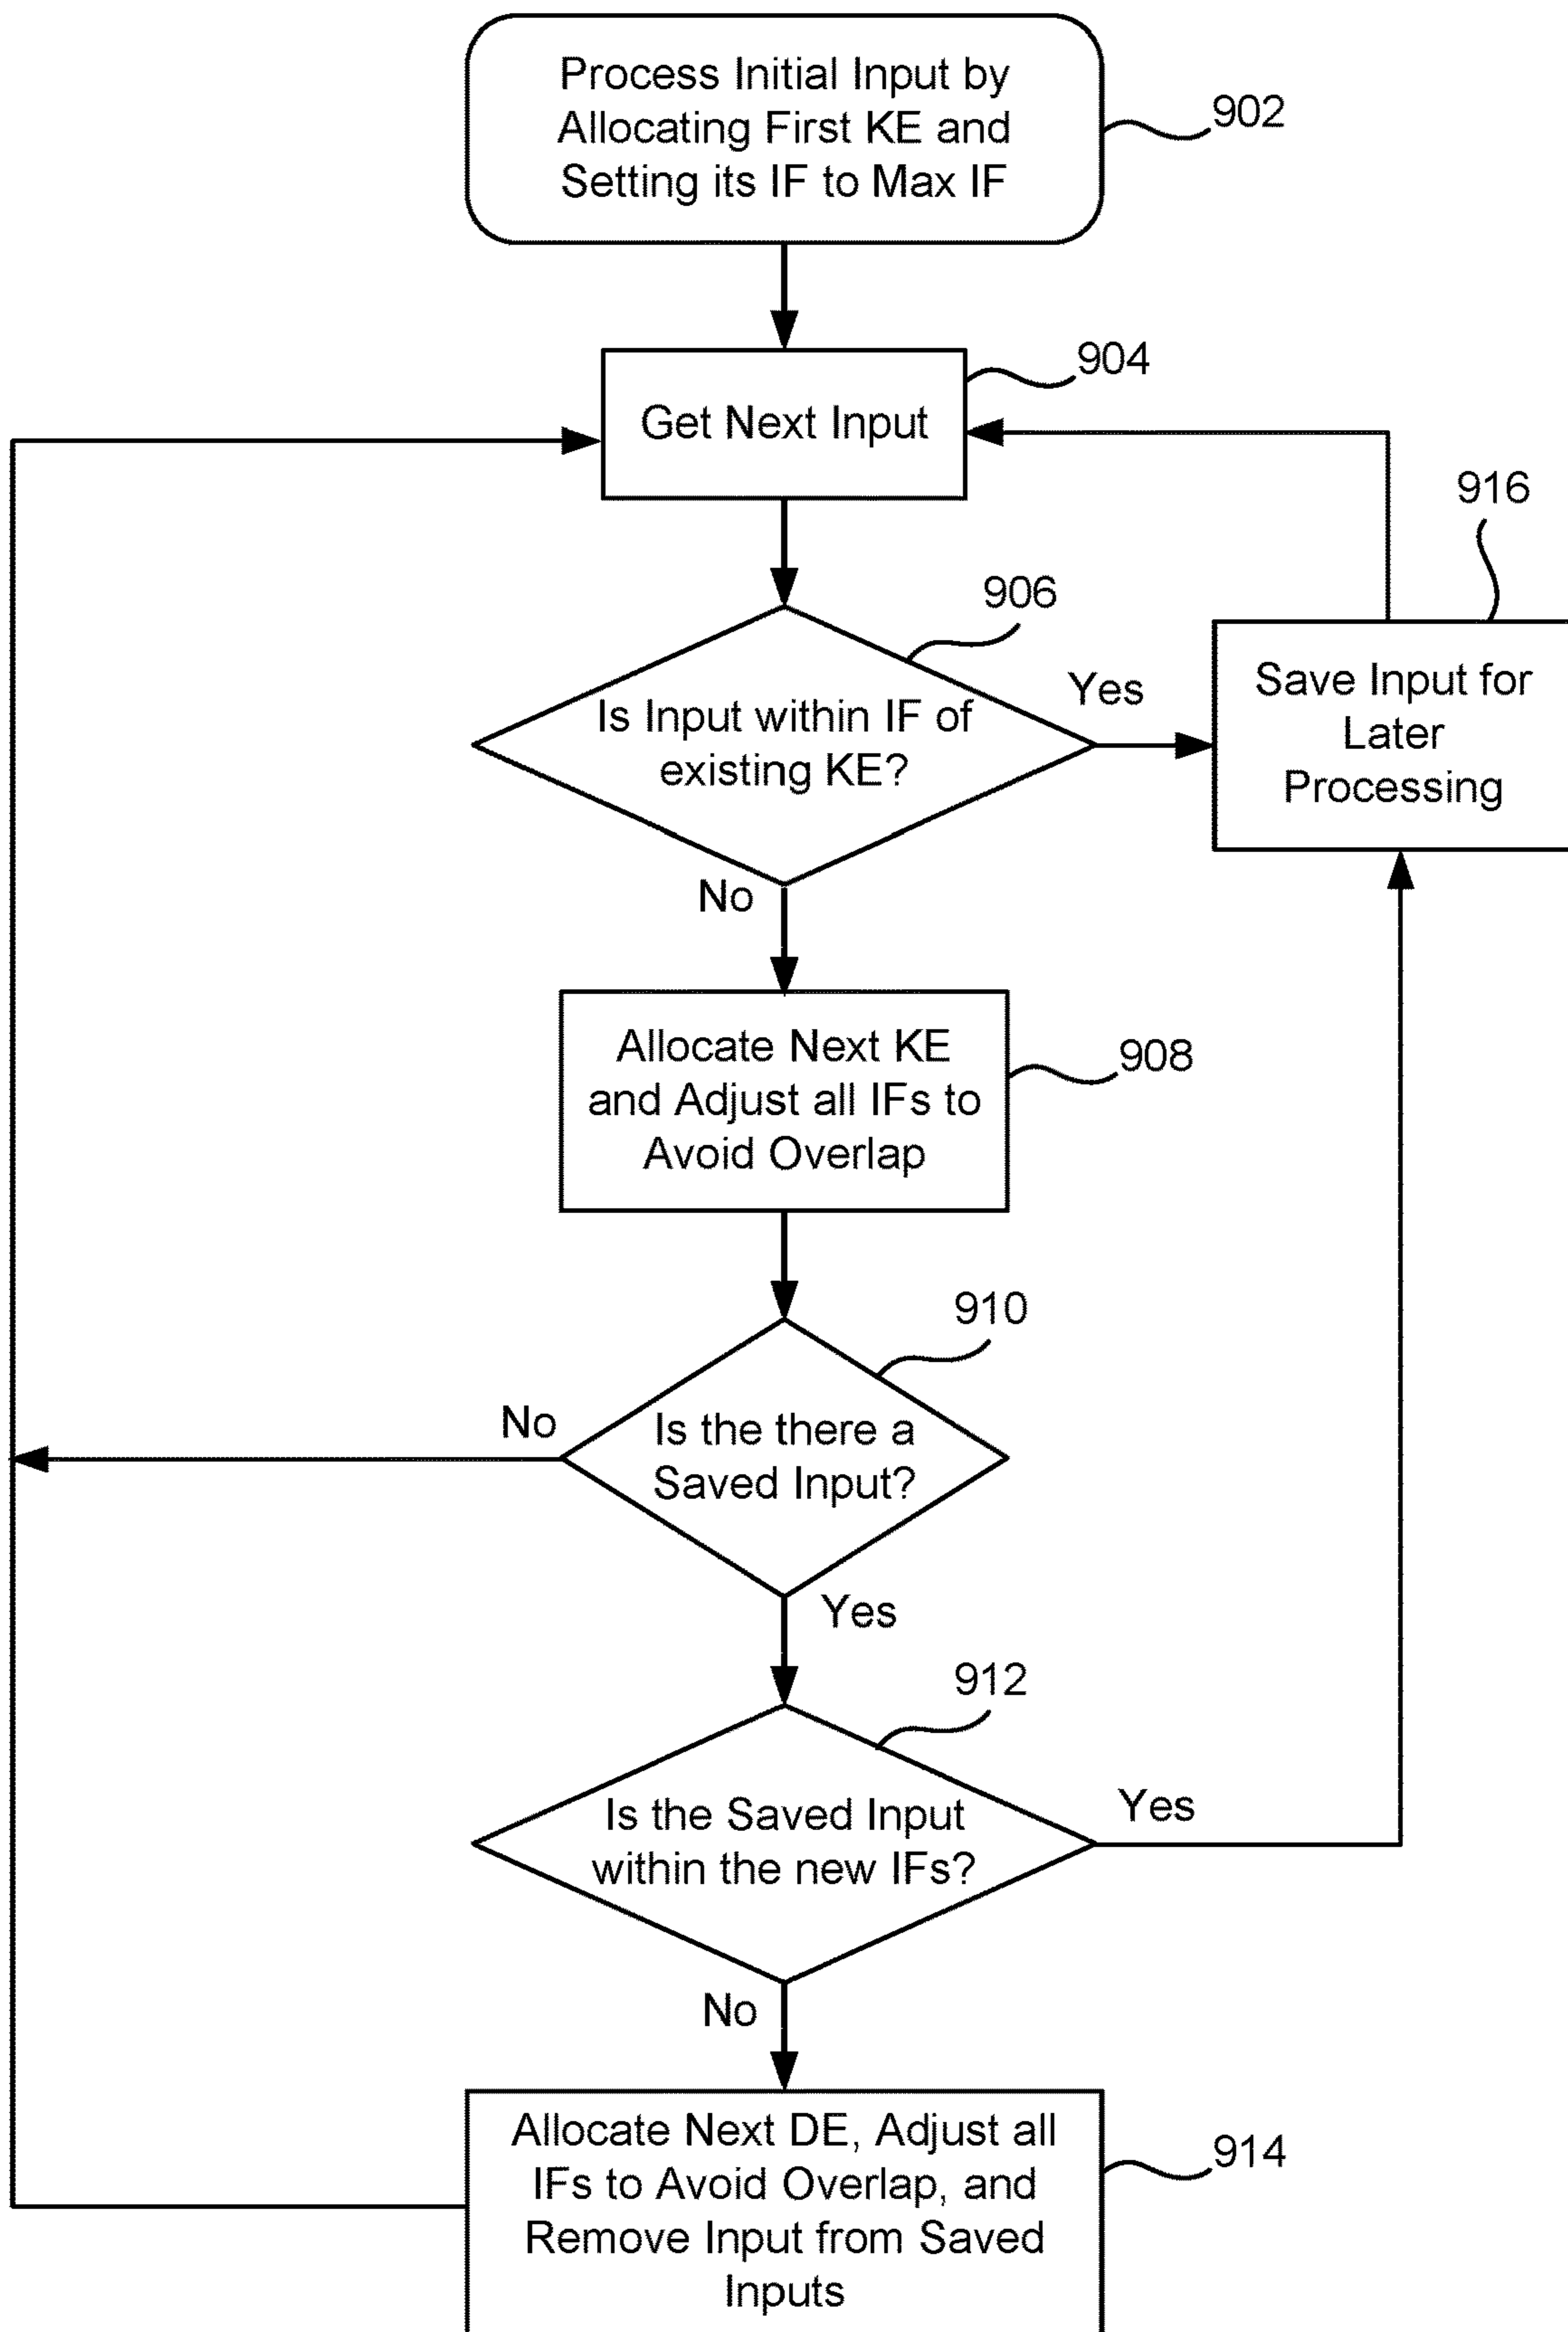 Process Initial Input by
Allocating First KE and
Setting its IF to Max IF
902
904
Get Next Input
916
906
Yes
Save Input for
Later
Processing
Is Input within IF of
existing KE?
No
Allocate Next KE
and Adjust all IFs to
Avoid Overlap
908
910
No
Is the there a
Saved Input?
Yes
912
Is the Saved Input
within the new IFs?
Yes
No
Allocate Next DE, Adjust all
IFs to Avoid Overlap, and
Remove Input from Saved
Inputs
914